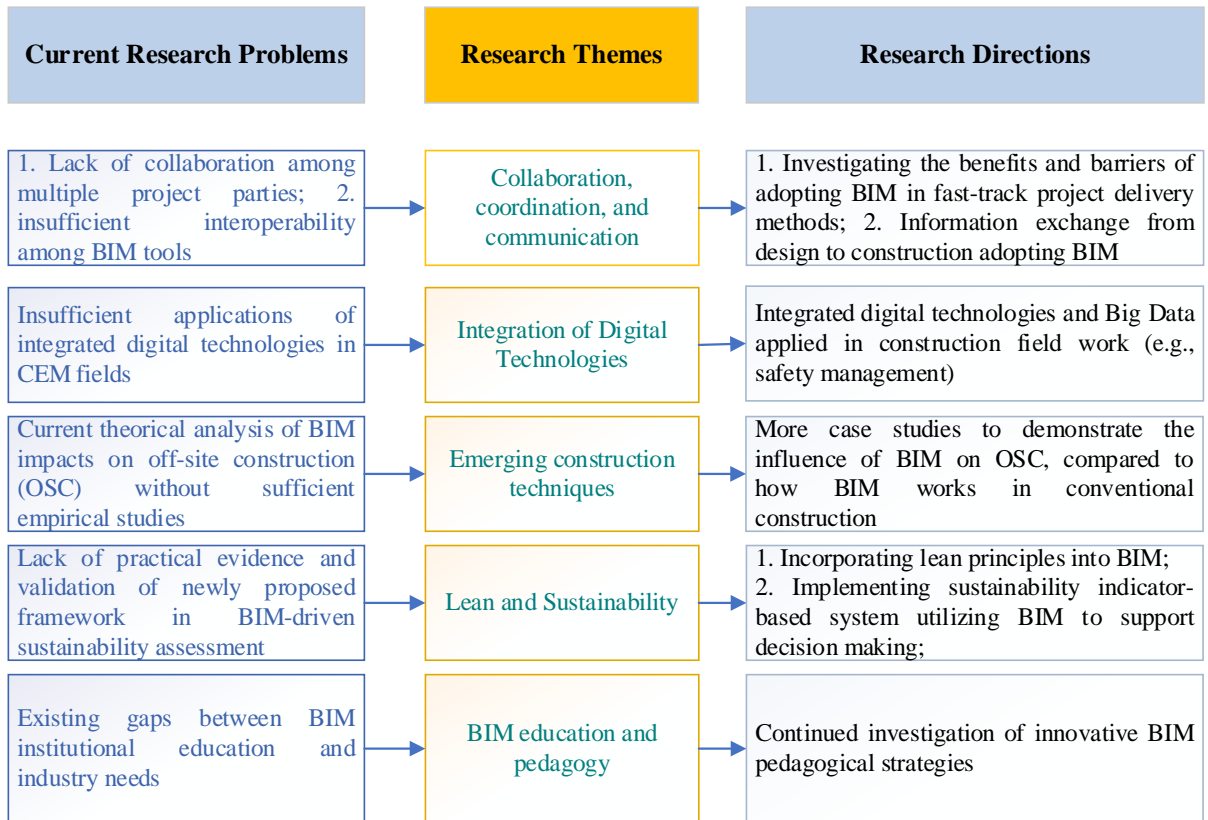 Current Research Problems
Research Themes
Research Directions
1. Lack of collaboration among
multiple project parties; 2.
insufficient interoperability
among BIM tools
Collaboration,
coordination, and
communication
1. Investigating the benefits and barriers of
adopting BIM in fast-track project delivery
methods; 2. Information exchange from
design to construction adopting BIM
Insufficient applications of
integrated digital technologies in
CEM fields
Integration of Digital
Technologies
Integrated digital technologies and Big Data
applied in construction field work (e.g.,
safety management)
Current theorical analysis of BIM
impacts on off-site construction
(OSC) without sufficient
empirical studies
Emerging construction
techniques
More case studies to demonstrate the
influence of BIM on OSC, compared to
how BIM works in conventional
construction
Lack of practical evidence and
validation of newly proposed
framework in BIM-driven
sustainability assessment
Lean and Sustainability
1. Incorporating lean principles into BIM;
2. Implementing sustainability indicator-
based system utilizing BIM to support
decision making;
Existing gaps between BIM
institutional education and
industry needs
BIM education and
pedagogy
Continued investigation of innovative BIM
pedagogical strategies